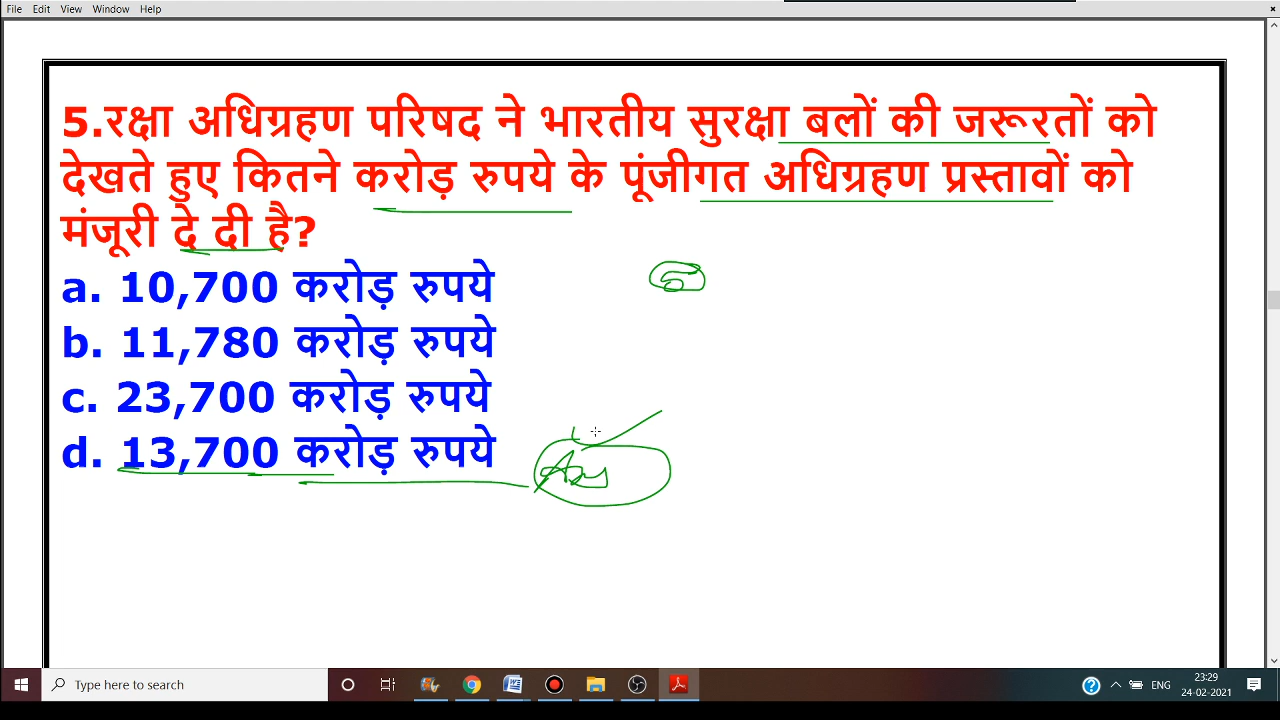 File Edit View Window Help
5.रक्षा अधिग्रहण परिषद ने भारतीय सुरक्षा बलों की जरूरतों को
देखते हुए कितने करोड़ रुपये के पूंजीगत अधिग्रहण प्रस्तावों को
मंजूरी दे दी है?
a. 10,700 करोड़ रुपये
5
b. 11,780 करोड़ रुपये
c. 23,700 करोड़ रुपये
d. 13,700 करोड़ रुपये
Ans
Type here to search
ENG
23:29
24-02-2021